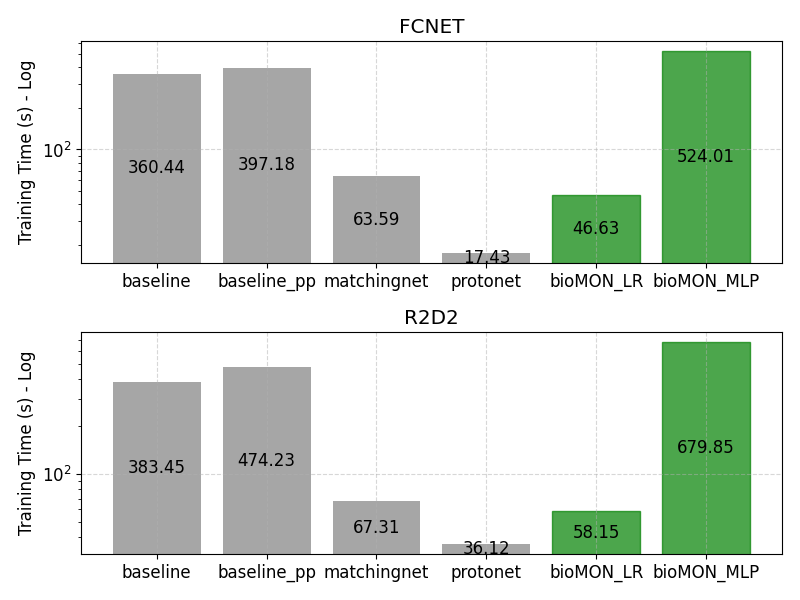 FCNET
Training Time (s) - Log
10²
360.44
397.18
63.59
17.43
46.63
524.01
baseline baseline_pp matchingnet protonet bioMON_LR bioMON_MLP
R2D2
Training Time (s) - Log
10²
383.45
474.23
67.31
36.12
58.15
679.85
baseline baseline_pp matchingnet protonet bioMON_LR bioMON_MLP